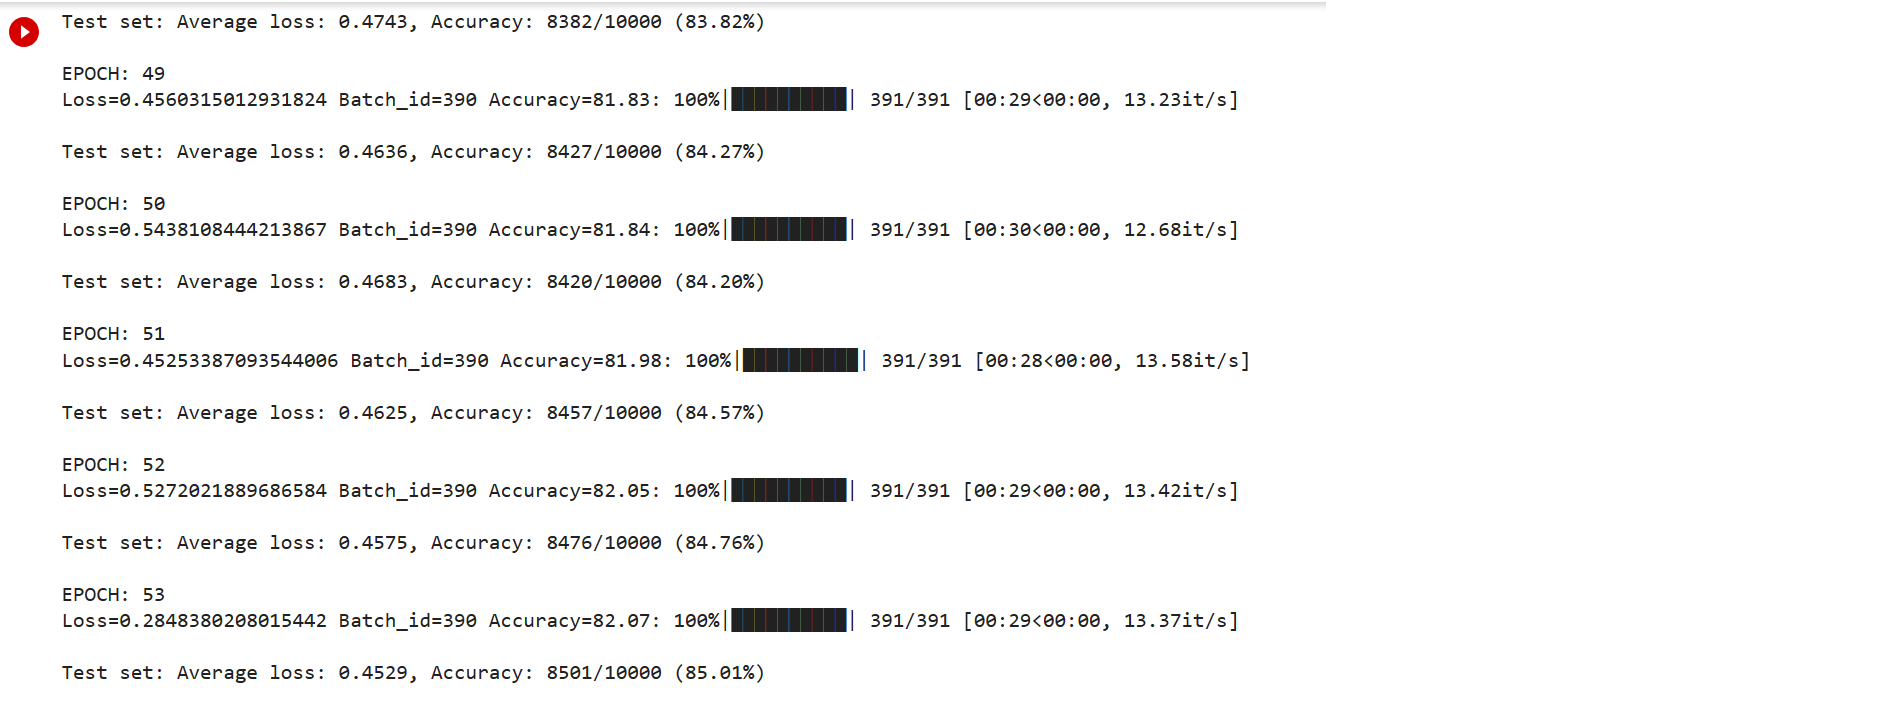 Test set: Average loss: 0.4743, Accuracy: 8382/10000 (83.82%)
EPOCH: 49
Loss=0.4560315012931824 Batch_id=390 Accuracy=81.83: 100%|██████████| 391/391 [00:29<00:00, 13.23it/s]
Test set: Average loss: 0.4636, Accuracy: 8427/10000 (84.27%)
EPOCH: 50
Loss=0.5438108444213867 Batch_id=390 Accuracy=81.84: 100%|██████████| 391/391 [00:30<00:00, 12.68it/s]
Test set: Average loss: 0.4683, Accuracy: 8420/10000 (84.20%)
EPOCH: 51
Loss=0.45253387093544006 Batch_id=390 Accuracy=81.98: 100%|██████████| 391/391 [00:28<00:00, 13.58it/s]
Test set: Average loss: 0.4625, Accuracy: 8457/10000 (84.57%)
EPOCH: 52
Loss=0.5272021889686584 Batch_id=390 Accuracy=82.05: 100%|██████████| 391/391 [00:29<00:00, 13.42it/s]
Test set: Average loss: 0.4575, Accuracy: 8476/10000 (84.76%)
EPOCH: 53
Loss=0.2848380208015442 Batch_id=390 Accuracy=82.07: 100%|██████████| 391/391 [00:29<00:00, 13.37it/s]
Test set: Average loss: 0.4529, Accuracy: 8501/10000 (85.01%)